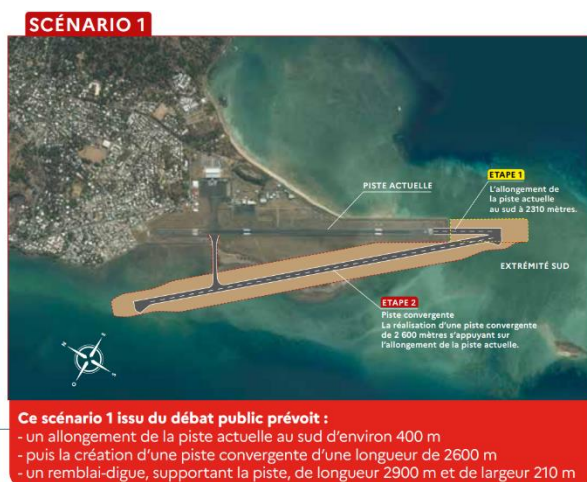 SCÉNARIO 1
ETAPE 1
L'allongement de
la piste actuelle
au sud à 2310 mètres.
PISTE ACTUELLE
EXTRÉMITÉ SUD
ETAPE 2
Piste convergente
La réalisation d'une piste convergente
de 2 600 mètres s'appuyant sur
l'allongement de la piste actuelle.
N
E
S
O
Ce scénario 1 issu du débat public prévoit :
- un allongement de la piste actuelle au sud d'environ 400 m
- puis la création d'une piste convergente d'une longueur de 2600 m
- un remblai-digue, supportant la piste, de longueur 2900 m et de largeur 210 m